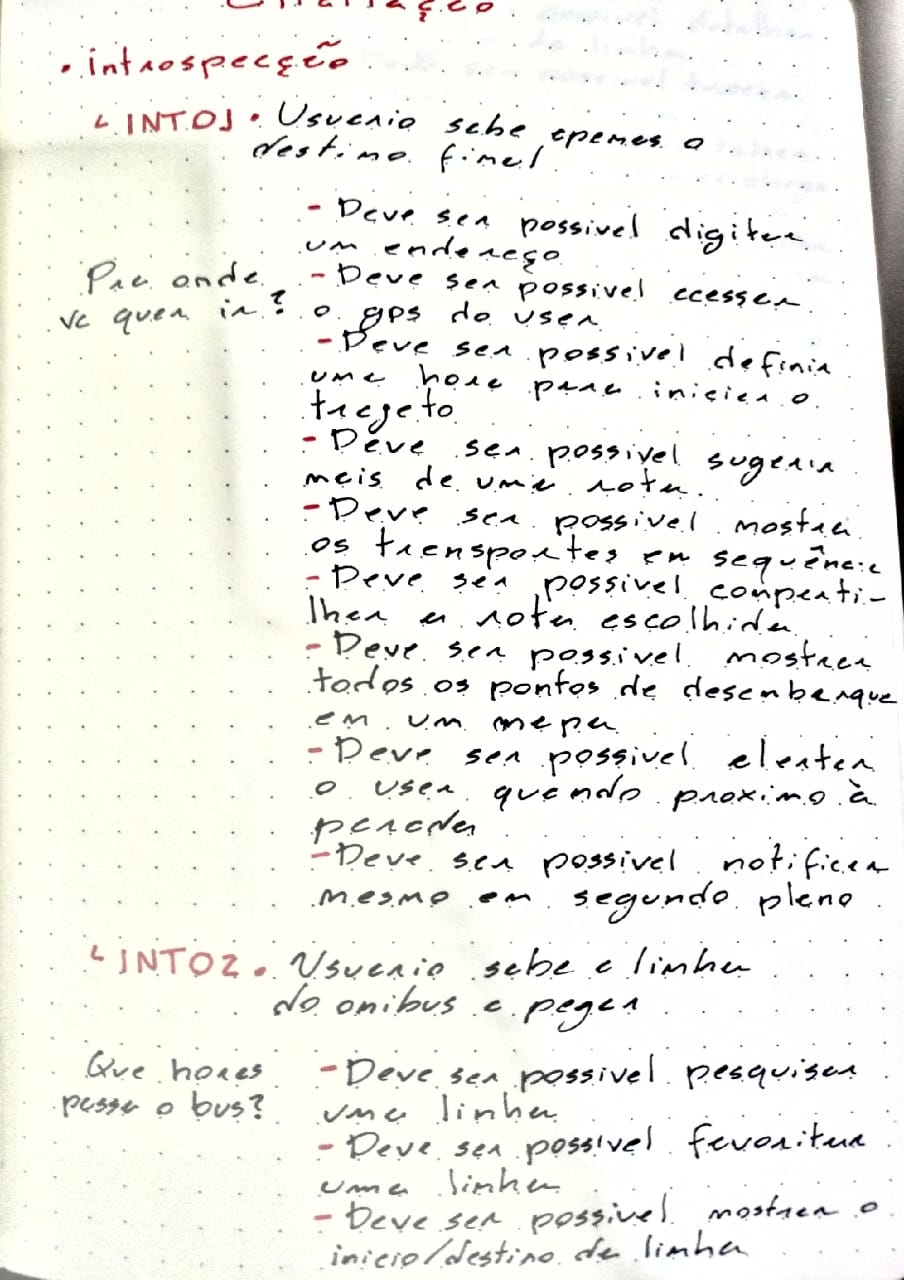 Elicitação
• introspecção
↳ INT01 • Usuario sabe apenas o
destino final
- Deve ser possivel digitar
um endereço
Pra onde
vc quer ir?
- Deve ser possivel acessar
o gps do user
- Deve ser possivel definir
uma hora para iniciar o
trageto
- Deve ser possivel sugerir
mais de uma rota
- Deve ser possivel mostra
os transportes em sequência
- Deve ser possivel comparti-
lhar a rota escolhida
- Deve ser possivel mostrar
todos os pontos de desembarque
em um mapa
- Deve ser possivel alertar
o user quando proximo à
parada
- Deve ser possivel notificar
mesmo em segundo plano
↳ INT02 • Usuario sabe a linha
do onibus a pegar
Que horas
passa o bus?
- Deve ser possivel pesquisar
uma linha
- Deve ser possivel favoritar
uma linha
- Deve ser possivel mostrar o
inicio/destino da linha